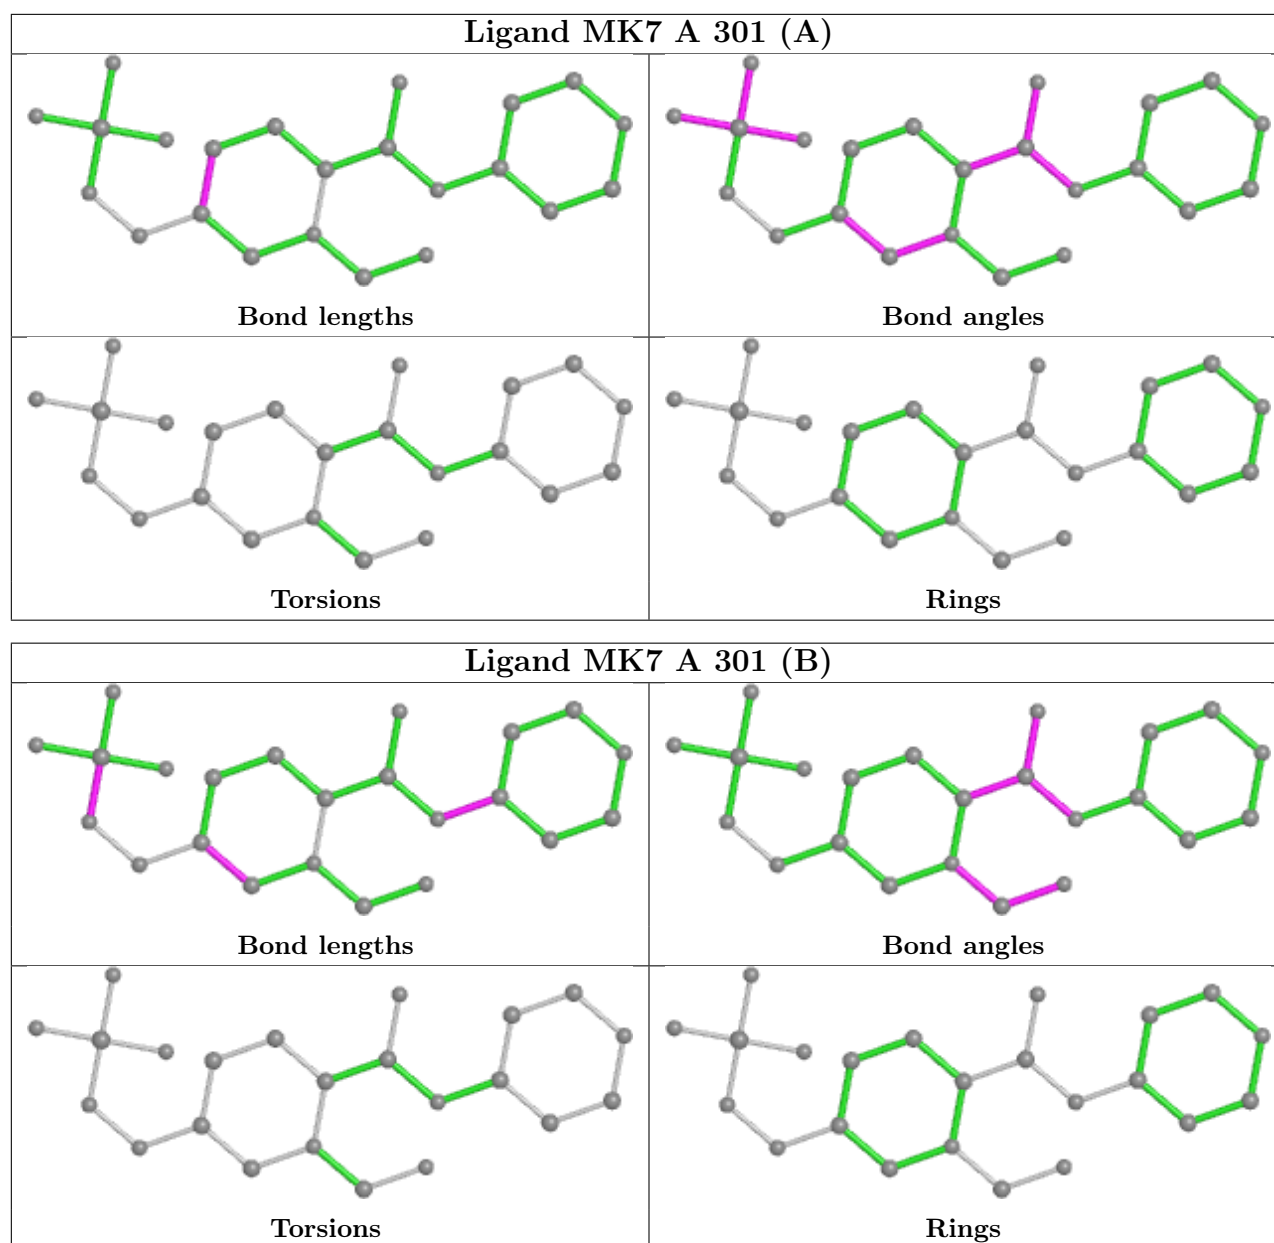 Ligand MK7 A 301 (A)
Bond lengths
Bond angles
Torsions
Rings
Ligand MK7 A 301 (B)
Bond lengths
Bond angles
Torsions
Rings